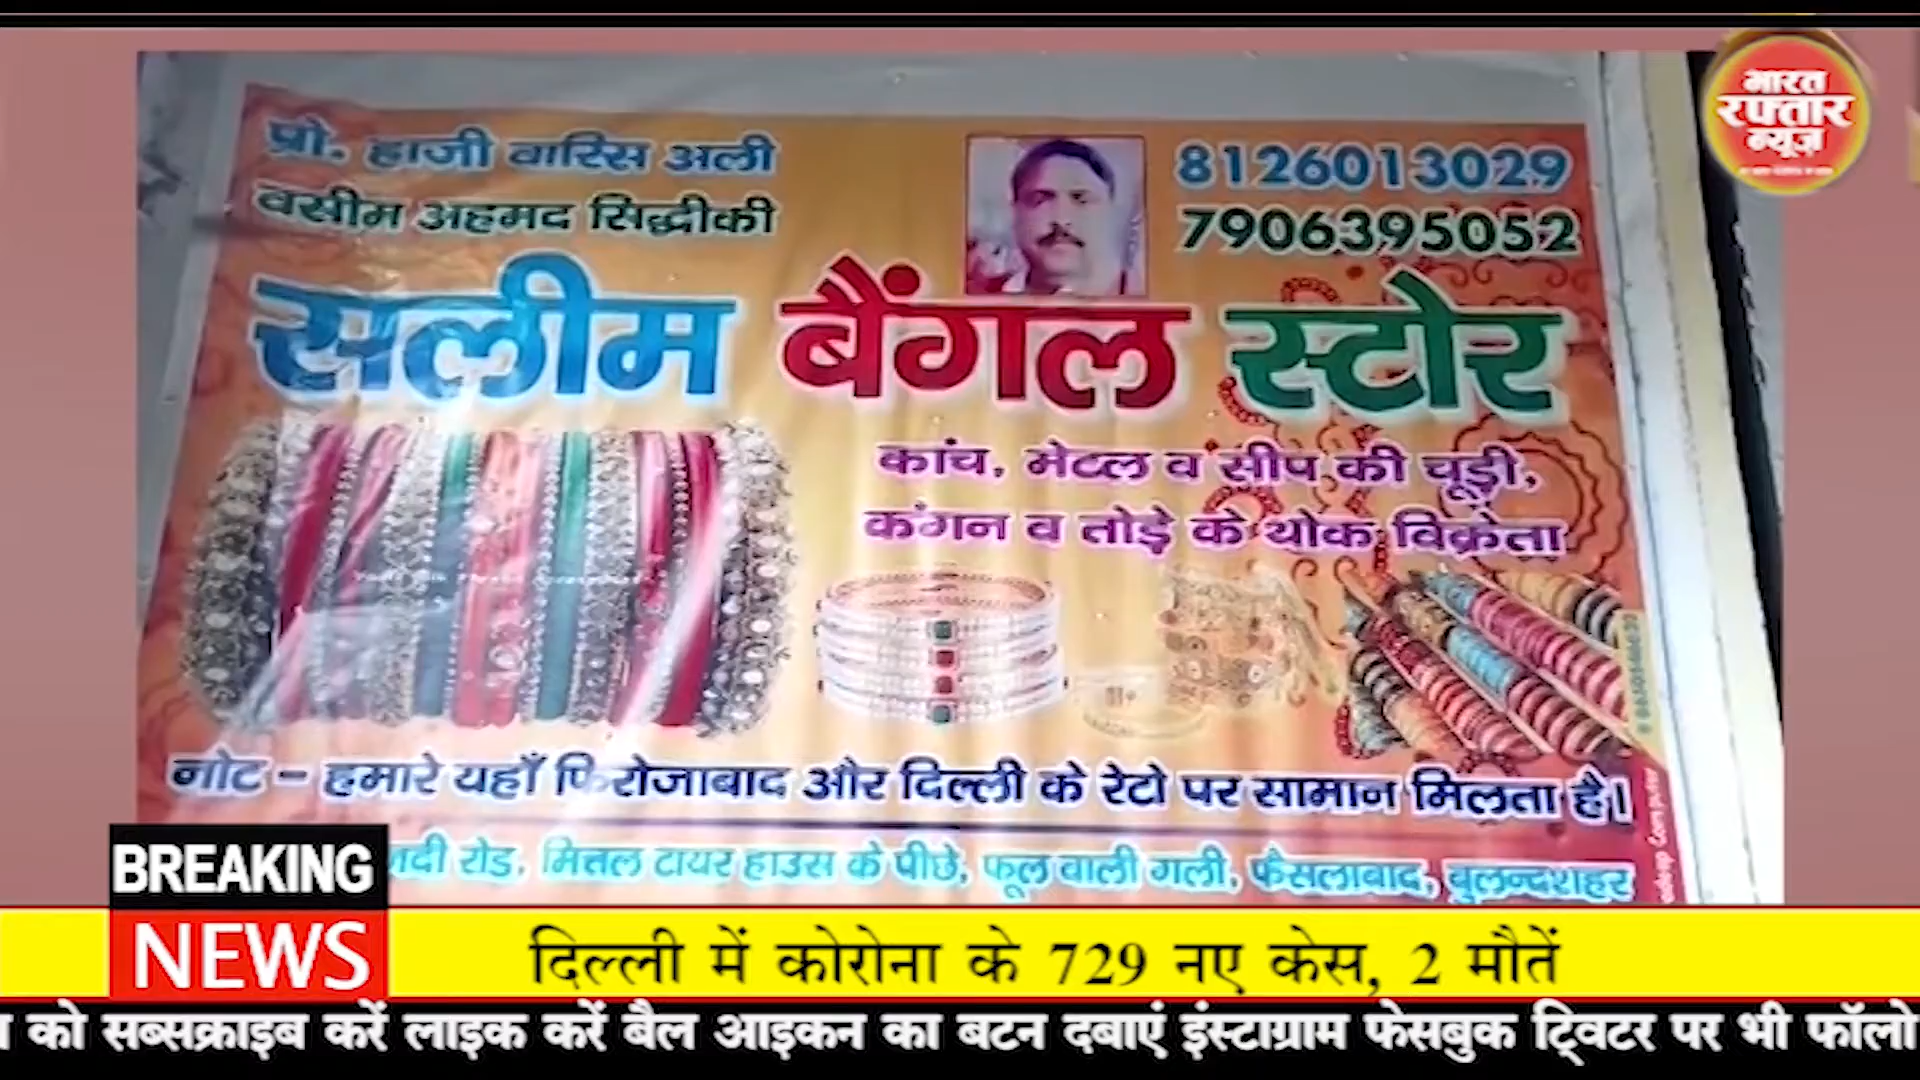 भारत
रफ्तार
न्यूज़
प्रो. हाजी वारिस अली
8126013029
वसीम अहमद सिद्दीकी
7906395052
सलीम बैंगल स्टोर
कांच, मेटल व सीप की चूड़ी,
कंगन व तोड़े के थोक विक्रेता
नोट - हमारे यहाँ फिरोजाबाद और दिल्ली के रेटो पर सामान मिलता है।
रोड, मित्तल टायर हाउस के पीछे, फूल वाली गली, फैसलाबाद, बुलन्दशहर
BREAKING
NEWS
दिल्ली में कोरोना के 729 नए केस, 2 मौतें
को सब्सक्राइब करें लाइक करें बैल आइकन का बटन दबाएं इंस्टाग्राम फेसबुक ट्विटर पर भी फॉलो